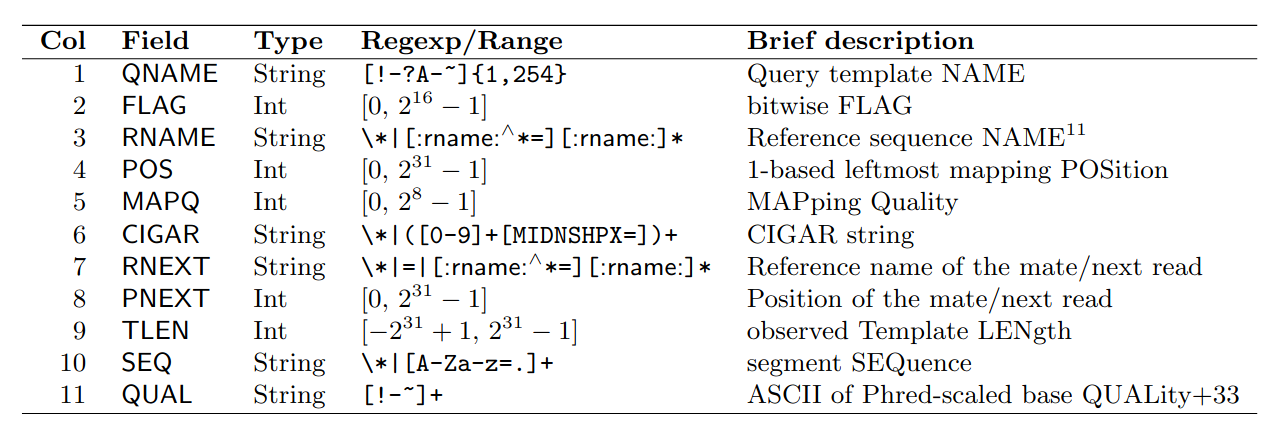 Col Field Type Regexp/Range Brief description
1 QNAME String [!-?A-~]{1,254} Query template NAME
2 FLAG Int [0, 2^16 − 1] bitwise FLAG
3 RNAME String \*|[:rname:^*=][:rname:]* Reference sequence NAME^11
4 POS Int [0, 2^31 − 1] 1-based leftmost mapping POSition
5 MAPQ Int [0, 2^8 − 1] MAPping Quality
6 CIGAR String \*|([0-9]+[MIDNSHPX=])+ CIGAR string
7 RNEXT String \*|=|[:rname:^*=][:rname:]* Reference name of the mate/next read
8 PNEXT Int [0, 2^31 − 1] Position of the mate/next read
9 TLEN Int [−2^31 + 1, 2^31 − 1] observed Template LENgth
10 SEQ String \*|[A-Za-z=.]+ segment SEQuence
11 QUAL String [!-~]+ ASCII of Phred-scaled base QUALity+33